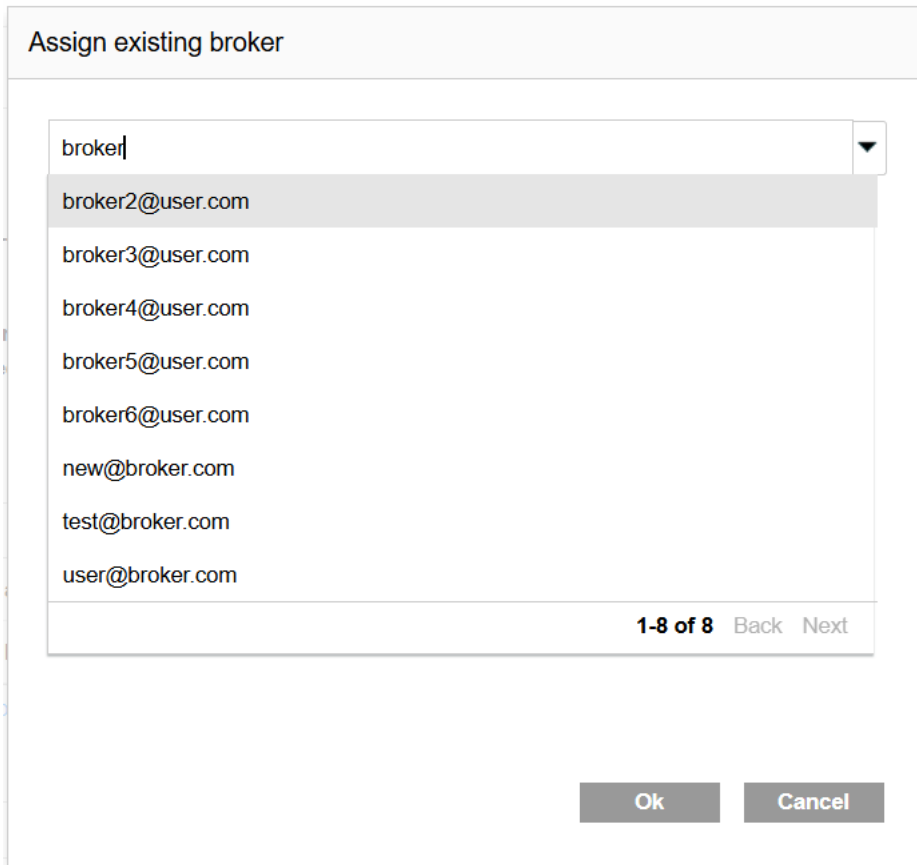 Assign existing broker
broker
broker2@user.com
broker3@user.com
broker4@user.com
broker5@user.com
broker6@user.com
new@broker.com
test@broker.com
user@broker.com
1-8 of 8 Back Next
Ok Cancel